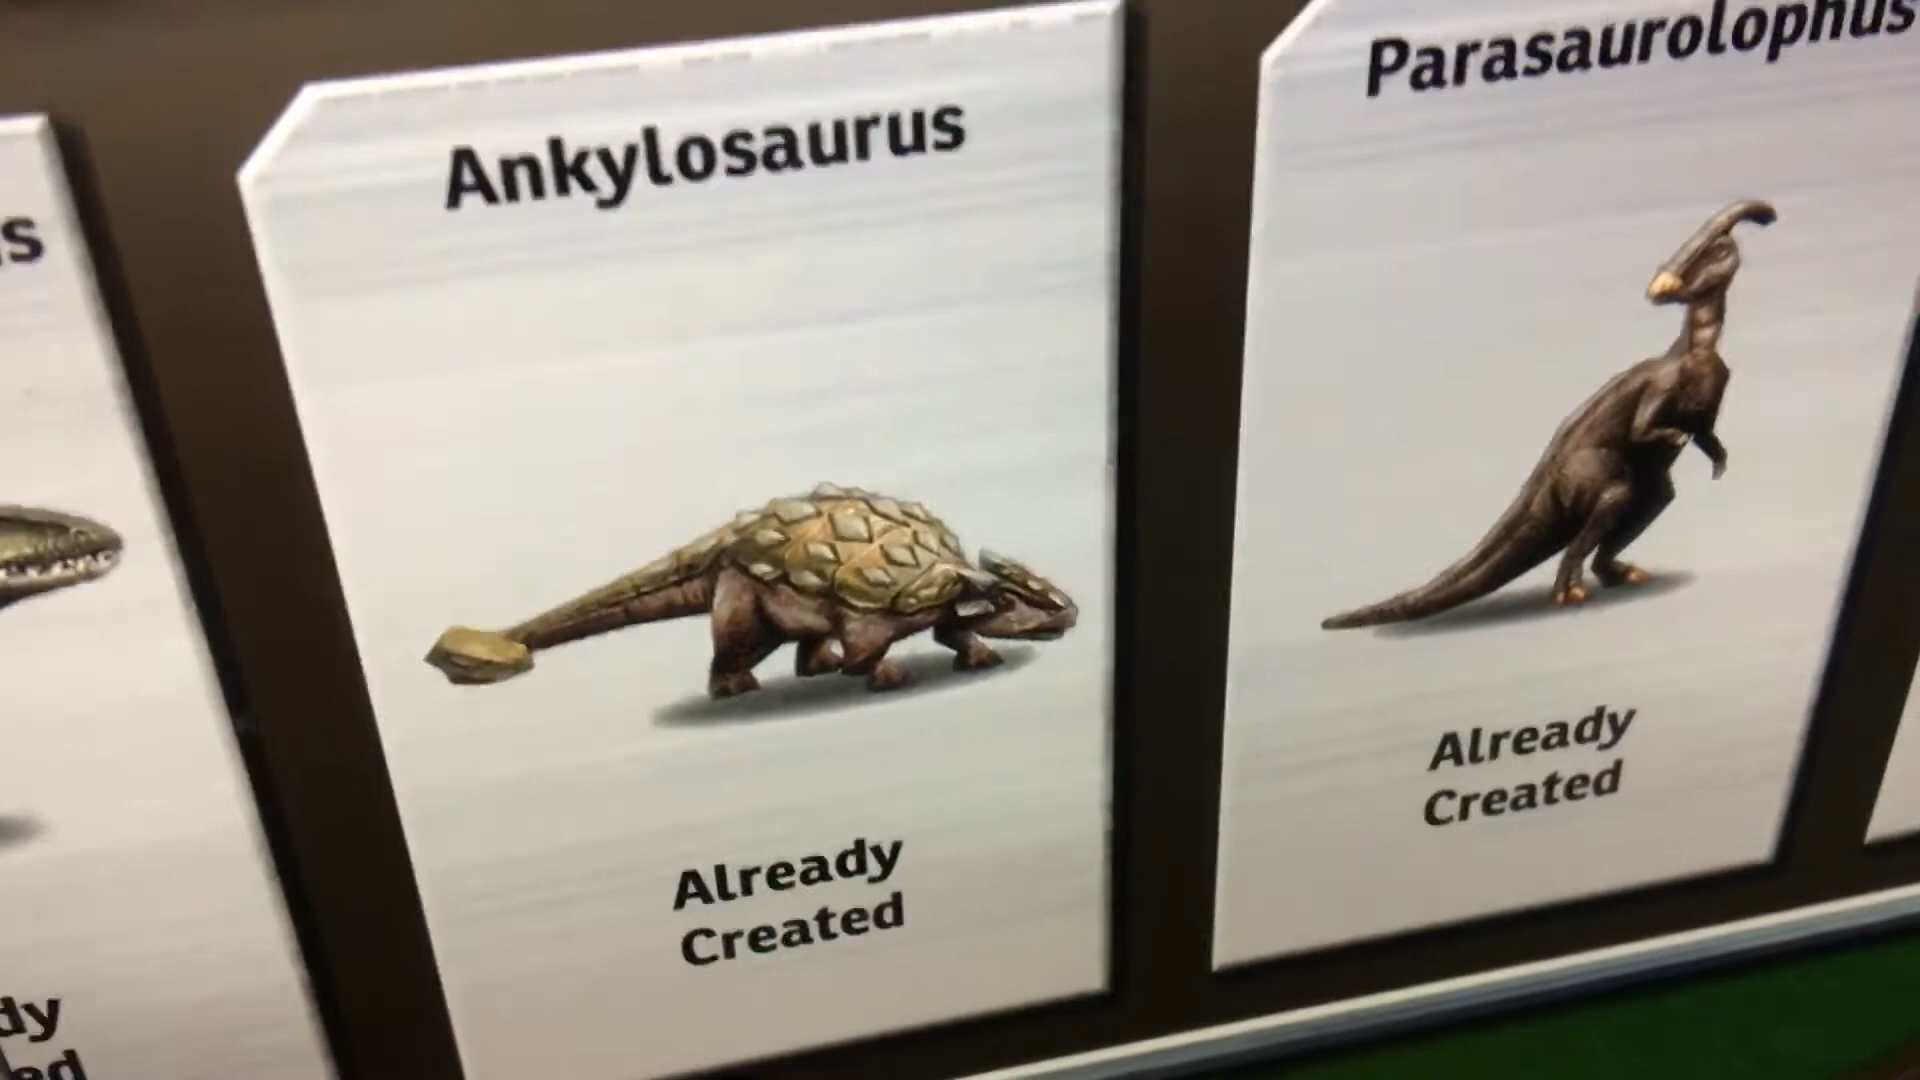 Ankylosaurus
Already
Created
Parasaurolophus
Already
Created